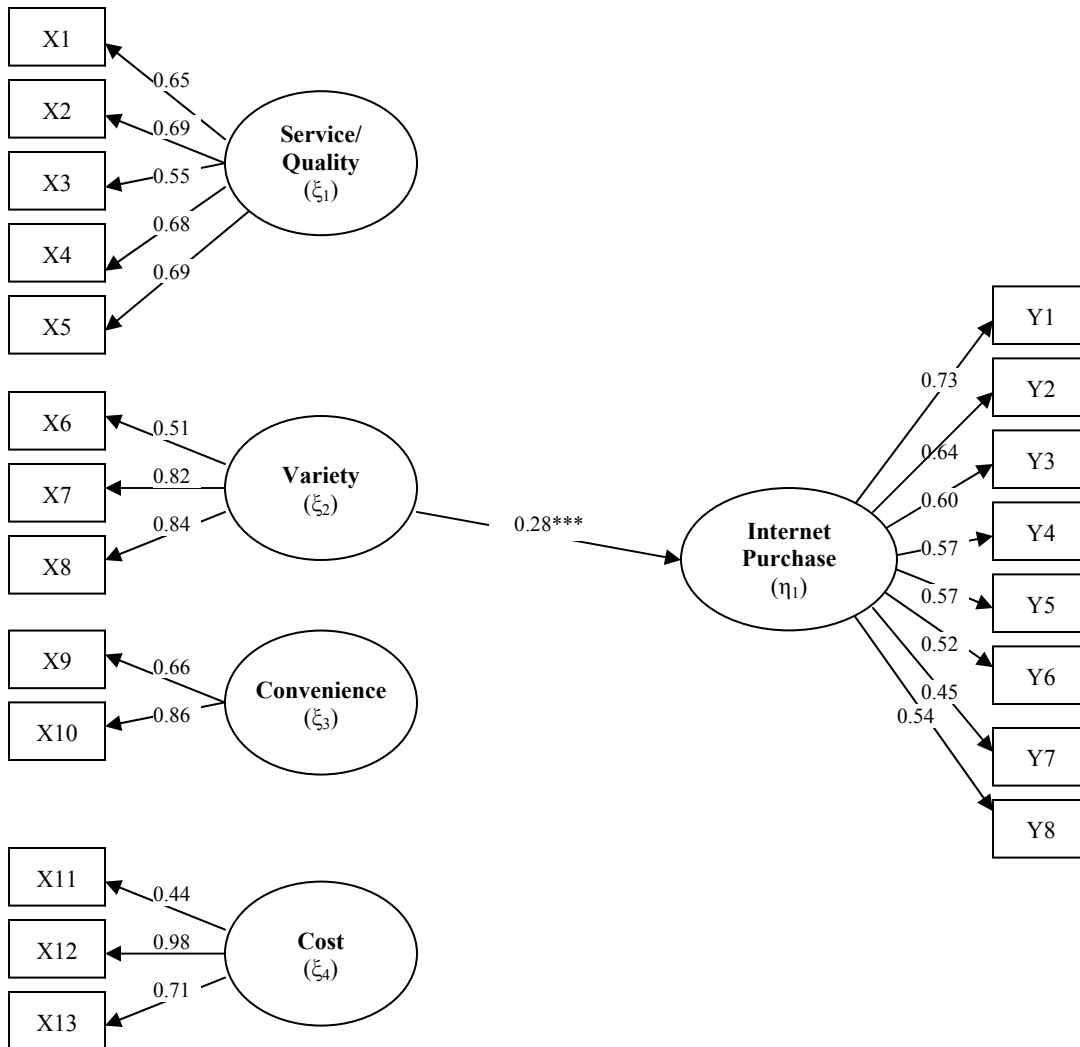 X1
0.65
X2
0.69
X3
0.55
X4
0.68
X5
0.69
Service/
Quality
(ξ1)
X6
0.51
X7
0.82
X8
0.84
Variety
(ξ2)
0.28***
X9
0.66
X10
0.86
Convenience
(ξ3)
X11
0.44
X12
0.98
X13
0.71
Cost
(ξ4)
Internet
Purchase
(η1)
0.73
Y1
0.64
Y2
0.60
Y3
0.57
Y4
0.57
Y5
0.52
Y6
0.45
Y7
0.54
Y8